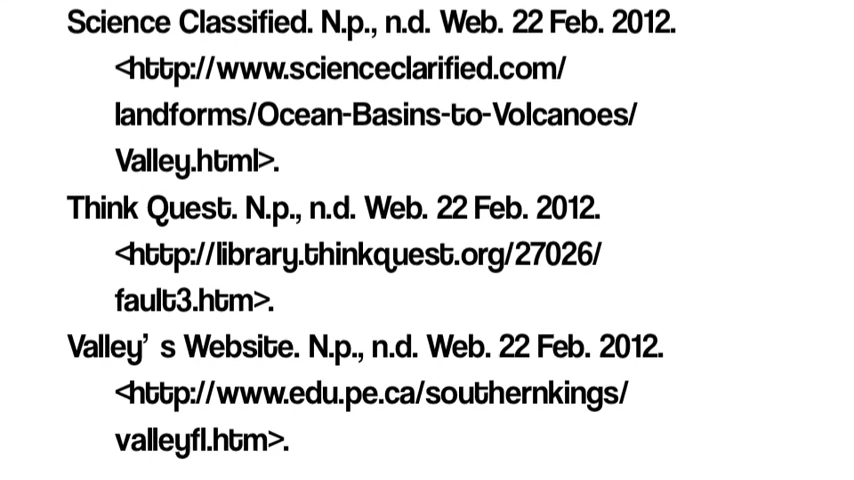 Science Classified. N.p., n.d. Web. 22 Feb. 2012.
<http://www.scienceclarified.com/
landforms/Ocean-Basins-to-Volcanoes/
Valley.html>.
Think Quest. N.p., n.d. Web. 22 Feb. 2012.
<http://library.thinkquest.org/27026/
fault3.htm>.
Valley’ s Website. N.p., n.d. Web. 22 Feb. 2012.
<http://www.edu.pe.ca/southernkings/
valleyfl.htm>.